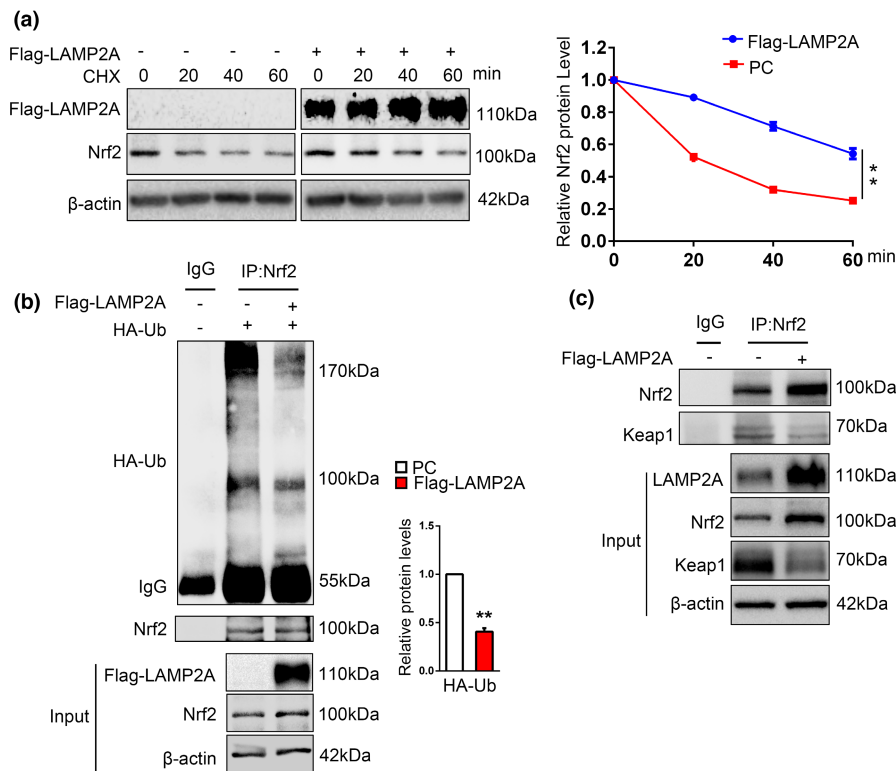 (a)
Flag-LAMP2A - - - - + + + +
CHX 0 20 40 60 0 20 40 60 min
Flag-LAMP2A 110kDa
Nrf2 100kDa
β-actin 42kDa
Relative Nrf2 protein Level
1.2
1.0
0.8
0.6
0.4
0.2
0.0
0 20 40 60 min
Flag-LAMP2A
PC
**
(b)
IgG IP:Nrf2
Flag-LAMP2A - - +
HA-Ub - + +
170kDa
HA-Ub
100kDa
IgG 55kDa
Nrf2 100kDa
Input
Flag-LAMP2A 110kDa
Nrf2 100kDa
β-actin 42kDa
PC
Flag-LAMP2A
Relative protein levels
1.5
1.0
0.5
0.0
**
HA-Ub
(c)
IgG IP:Nrf2
Flag-LAMP2A - - +
Nrf2 100kDa
Keap1 70kDa
Input
LAMP2A 110kDa
Nrf2 100kDa
Keap1 70kDa
β-actin 42kDa